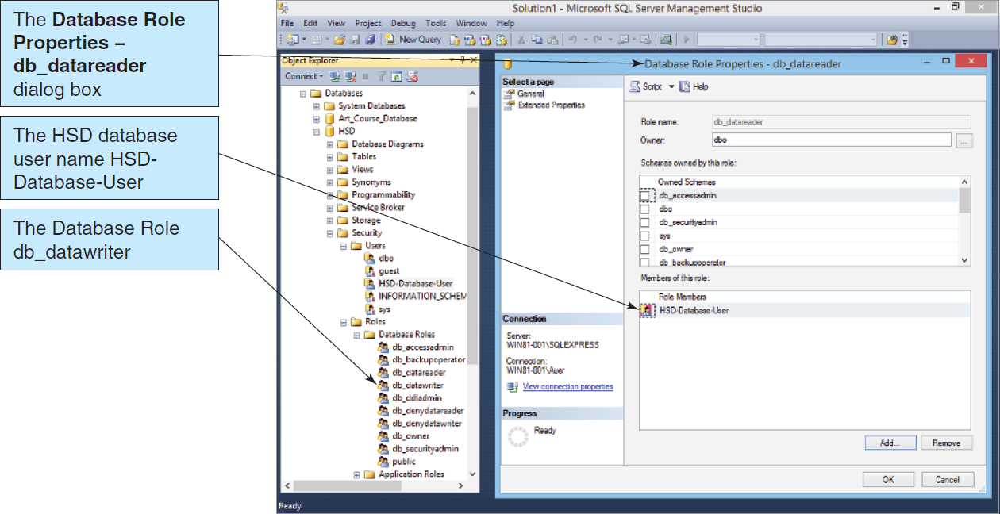 The Database Role
Properties –
db_datareader
dialog box
The HSD database
user name HSD-
Database-User
The Database Role
db_datawriter
Solution1 - Microsoft SQL Server Management Studio
File Edit View Project Debug Tools Window Help
New Query
Object Explorer
Connect
Databases
System Databases
Art_Course_Database
HSD
Database Diagrams
Tables
Views
Synonyms
Programmability
Service Broker
Storage
Security
Users
dbo
guest
HSD-Database-User
INFORMATION_SCHEM
sys
Roles
Database Roles
db_accessadmin
db_backupoperator
db_datareader
db_datawriter
db_ddladmin
db_denydatareader
db_denydatawriter
db_owner
db_securityadmin
public
Application Roles
Ready
Database Role Properties - db_datareader
Select a page
General
Extended Properties
Connection
Server:
WIN81-001\SQLEXPRESS
Connection:
WIN81-001\Auer
View connection properties
Progress
Ready
Script Help
Role name: db_datareader
Owner: dbo ...
Schemas owned by this role:
Owned Schemas
db_accessadmin
dbo
db_securityadmin
sys
db_owner
db_backupoperator
Members of this role:
Role Members
HSD-Database-User
Add... Remove
OK Cancel